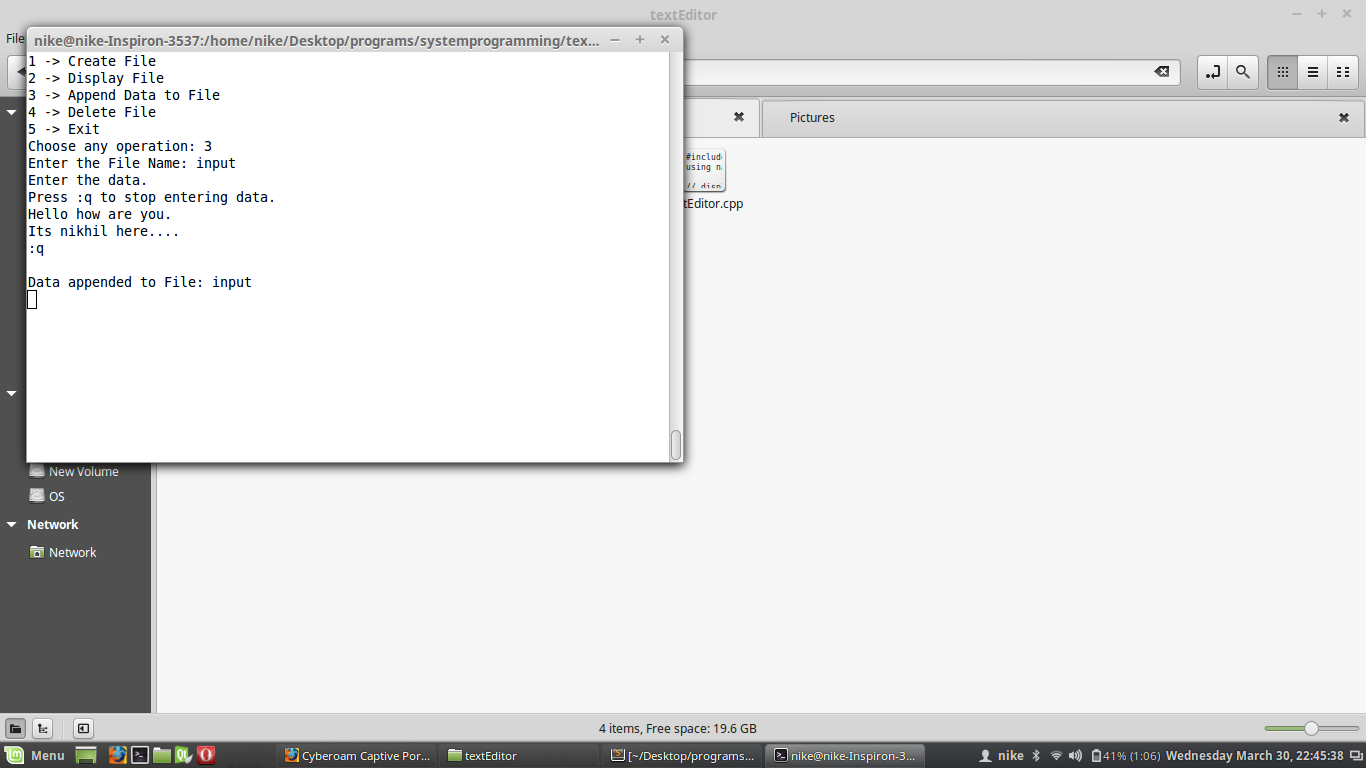 textEditor
File
nike@nike-Inspiron-3537:/home/nike/Desktop/programs/systemprogramming/tex...
1 -> Create File
2 -> Display File
3 -> Append Data to File
4 -> Delete File
5 -> Exit
Choose any operation: 3
Enter the File Name: input
Enter the data.
Press :q to stop entering data.
Hello how are you.
Its nikhil here....
:q
Data appended to File: input
Pictures
#includ
using n
// disp
tEditor.cpp
New Volume
OS
Network
Network
4 items, Free space: 19.6 GB
Menu
Cyberoam Captive Por...
textEditor
[~/Desktop/programs...
nike@nike-Inspiron-3...
nike
41% (1:06)
Wednesday March 30, 22:45:38